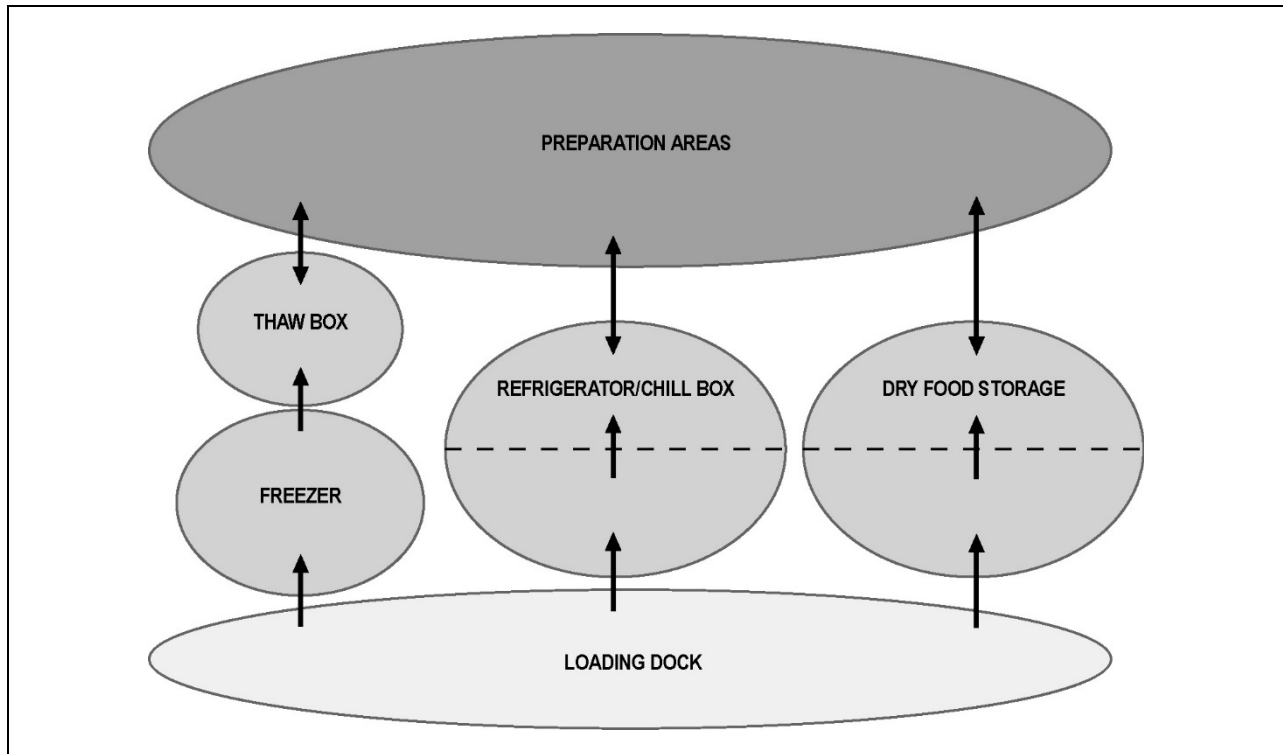 PREPARATION AREAS
THAW BOX
REFRIGERATOR/CHILL BOX
DRY FOOD STORAGE
FREEZER
LOADING DOCK